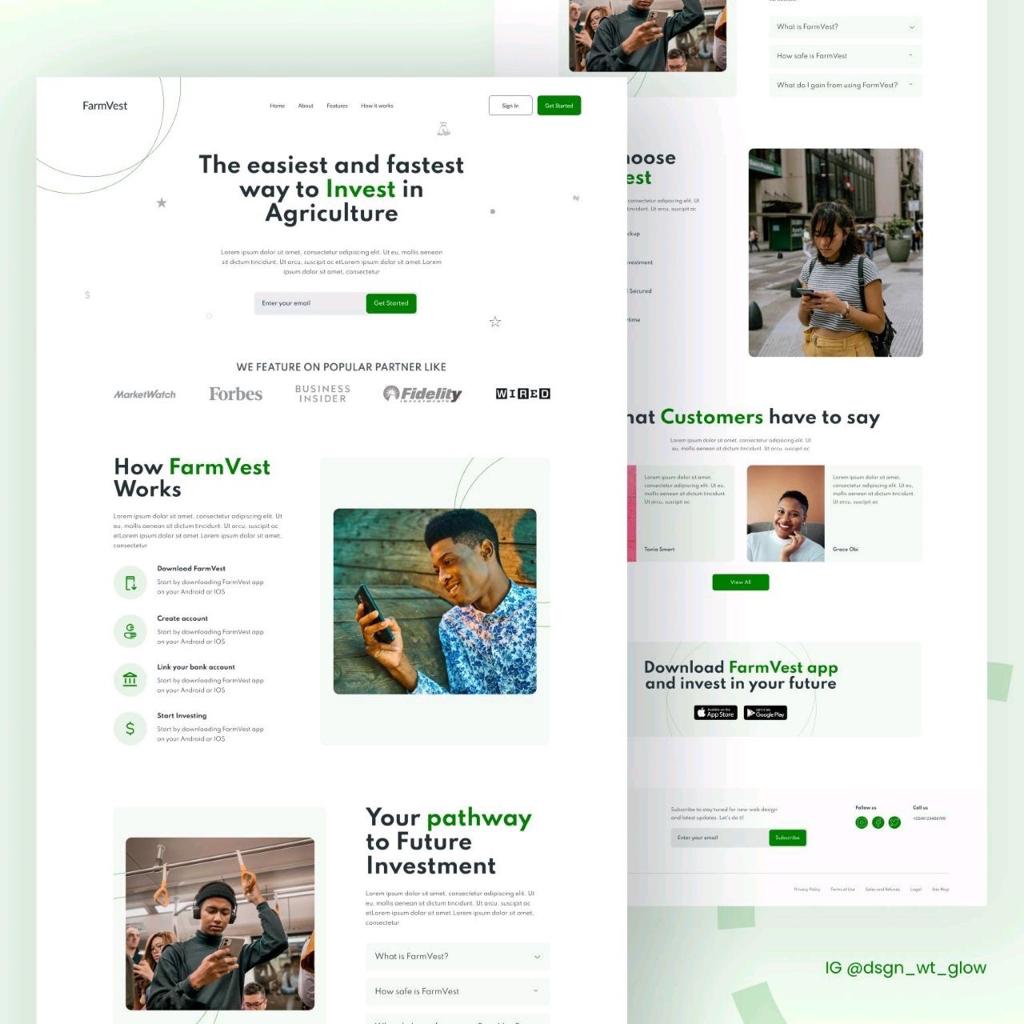 FarmVest
Home About Features How it works
Sign In
Get Started
The easiest and fastest
way to Invest in
Agriculture
Lorem ipsum dolor sit amet, consectetur adipiscing elit. Ut eu, mollis aenean
sit dictum tincidunt. Ut arcu, suscipit ac etLorem ipsum dolor sit amet. Lorem
ipsum dolor sit amet, consectetur
Enter your email
Get Started
WE FEATURE ON POPULAR PARTNER LIKE
MarketWatch
Forbes
BUSINESS
INSIDER
Fidelity
INVESTMENTS
WIRED
How FarmVest
Works
Lorem ipsum dolor sit amet, consectetur adipiscing elit. Ut
eu, mollis aenean sit dictum tincidunt. Ut arcu, suscipit ac
etLorem ipsum dolor sit amet. Lorem ipsum dolor sit amet,
consectetur
Download FarmVest
Start by downloading FarmVest app
on your Android or IOS
Create account
Start by downloading FarmVest app
on your Android or IOS
Link your bank account
Start by downloading FarmVest app
on your Android or IOS
Start Investing
Start by downloading FarmVest app
on your Android or IOS
Your pathway
to Future
Investment
Lorem ipsum dolor sit amet, consectetur adipiscing elit. Ut
eu, mollis aenean sit dictum tincidunt. Ut arcu, suscipit ac
etLorem ipsum dolor sit amet. Lorem ipsum dolor sit amet,
consectetur
What is FarmVest?
How safe is FarmVest
What is FarmVest?
How safe is FarmVest
What do I gain from using FarmVest?
hoose
est
consectetur adipiscing elit. Ut
tincidunt. Ut arcu, suscipit ac
ckup
vestment
l Secured
time
hat Customers have to say
Lorem ipsum dolor sit amet, consectetur adipiscing elit. Ut
eu, mollis aenean sit dictum tincidunt. Ut arcu, suscipit ac
Lorem ipsum dolor sit amet,
consectetur adipiscing elit. Ut eu,
mollis aenean sit dictum tincidunt.
Ut arcu, suscipit ac
Tonia Smart
Lorem ipsum dolor sit amet,
consectetur adipiscing elit. Ut eu,
mollis aenean sit dictum tincidunt.
Ut arcu, suscipit ac
Grace Obi
View All
Download FarmVest app
and invest in your future
App Store
Google Play
Subscribe to stay tuned for new web design
and latest updates. Let's do it!
Enter your email
Subscribe
Follow us
Call us
Privacy Policy Terms of Use Sales and Refunds Legal Site Map
IG @dsgn_wt_glow